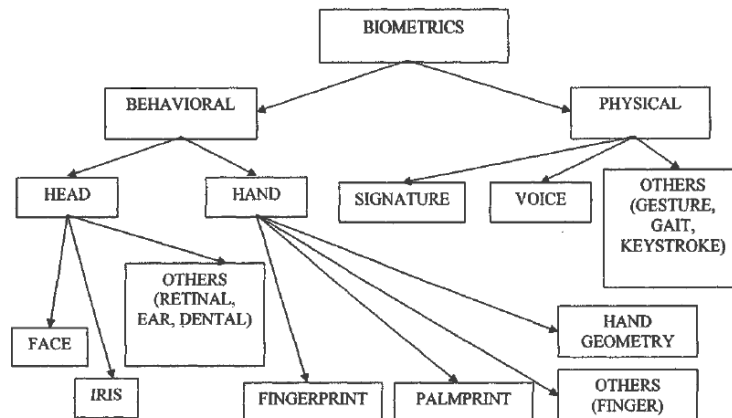 BIOMETRICS
BEHAVIORAL
PHYSICAL
HEAD
HAND
SIGNATURE
VOICE
OTHERS
(GESTURE,
GAIT,
KEYSTROKE)
OTHERS
(RETINAL,
EAR, DENTAL)
FACE
IRIS
FINGERPRINT
PALMPRINT
HAND
GEOMETRY
OTHERS
(FINGER)